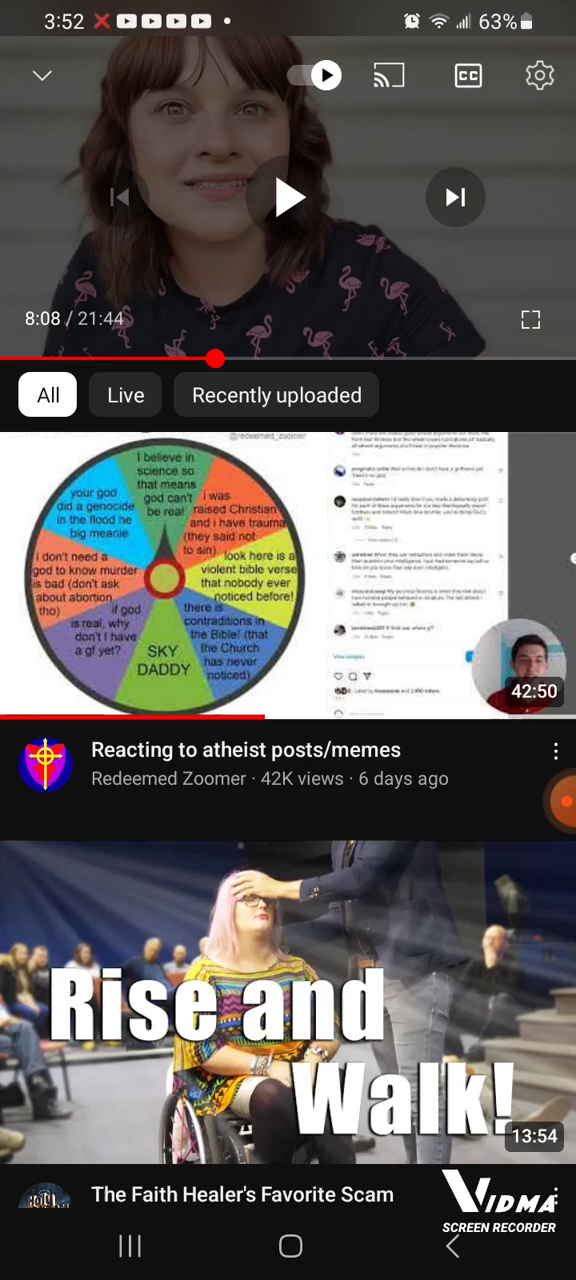 3:52
63%
CC
8:08 / 21:44
All
Live
Recently uploaded
@redeemed_zoomer
I believe in
science so
that means
god can't
be real
i was
raised Christian
and i have trauma
(they said not
to sin)
look here is a
violent bible verse
that nobody ever
noticed before!
there is
contradictions in
the Bible! (that
the Church
has never
noticed)
SKY
DADDY
if god
is real, why
don't I have
a gf yet?
I don't need a
god to know murder
is bad (don't ask
about abortion
tho)
your god
did a genocide
in the flood he
big meanie
42:50
Reacting to atheist posts/memes
Redeemed Zoomer · 42K views · 6 days ago
Rise and
Walk!
13:54
The Faith Healer's Favorite Scam
VIDMA
SCREEN RECORDER